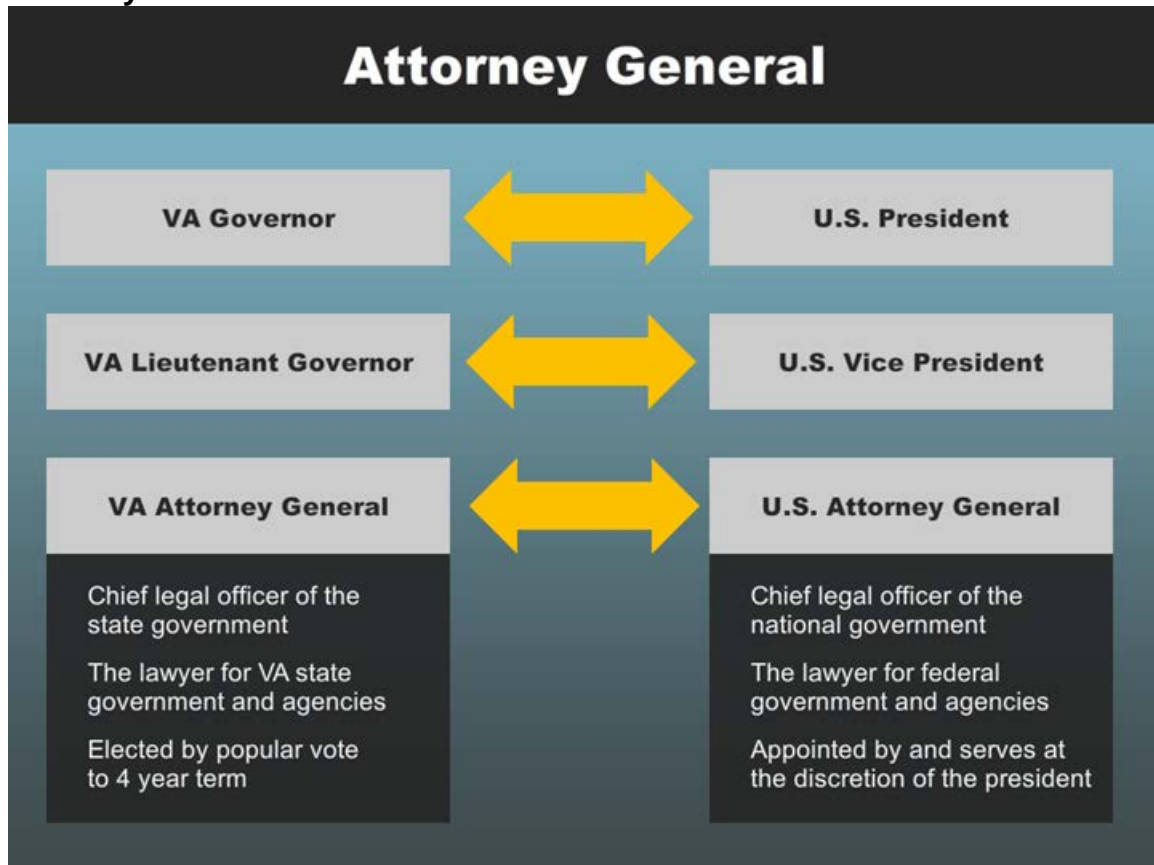 Attorney General
VA Governor
U.S. President
VA Lieutenant Governor
U.S. Vice President
VA Attorney General
U.S. Attorney General
Chief legal officer of the
state government
The lawyer for VA state
government and agencies
Elected by popular vote
to 4 year term
Chief legal officer of the
national government
The lawyer for federal
government and agencies
Appointed by and serves at
the discretion of the president